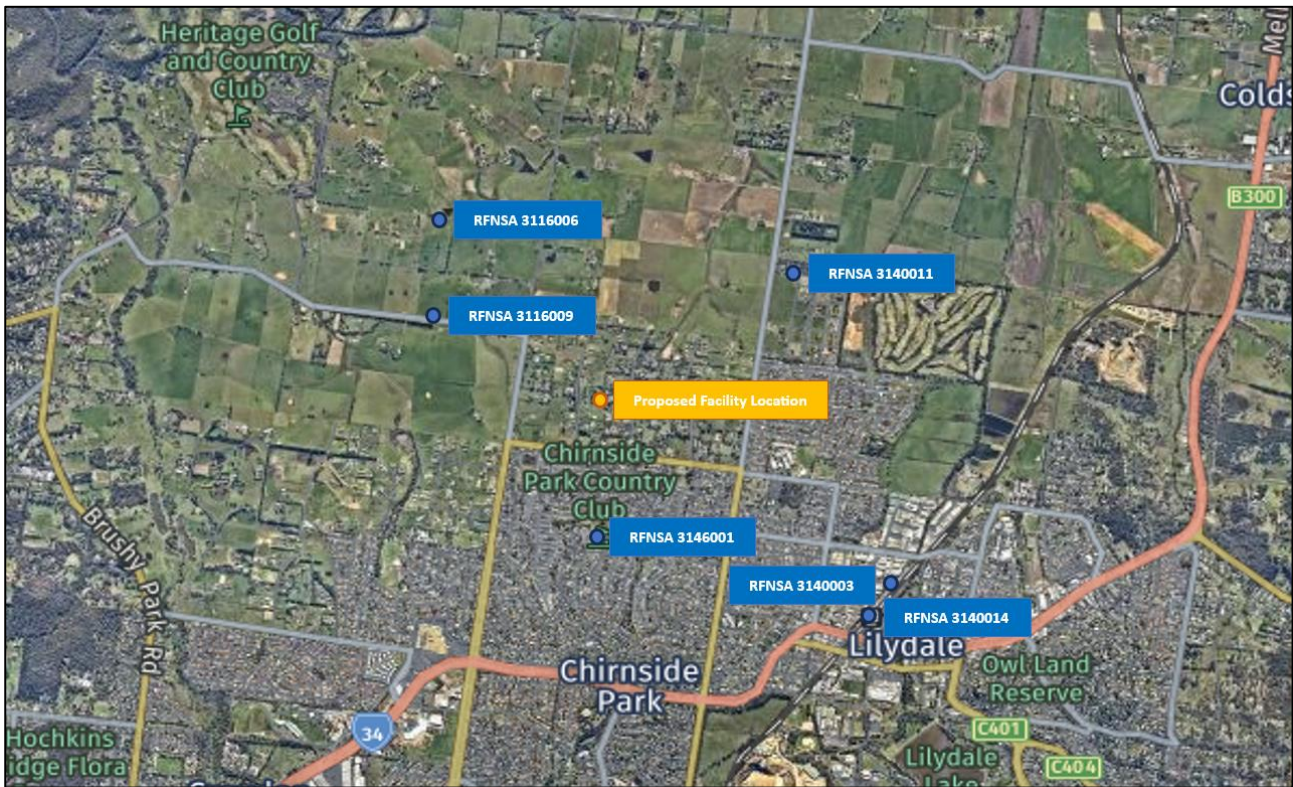 Heritage Golf
and Country
Club
Colds
Mel
B300
RFNSA 3116006
RFNSA 3140011
RFNSA 3116009
Proposed Facility Location
Chirnside
Park Country
Club
RFNSA 3146001
Brushy Park Rd
RFNSA 3140003
RFNSA 3140014
Lilydale
Chirnside
Park
Owl Land
Reserve
34
C401
Hochkins
idge Flora
Lilydale
Lake
C404